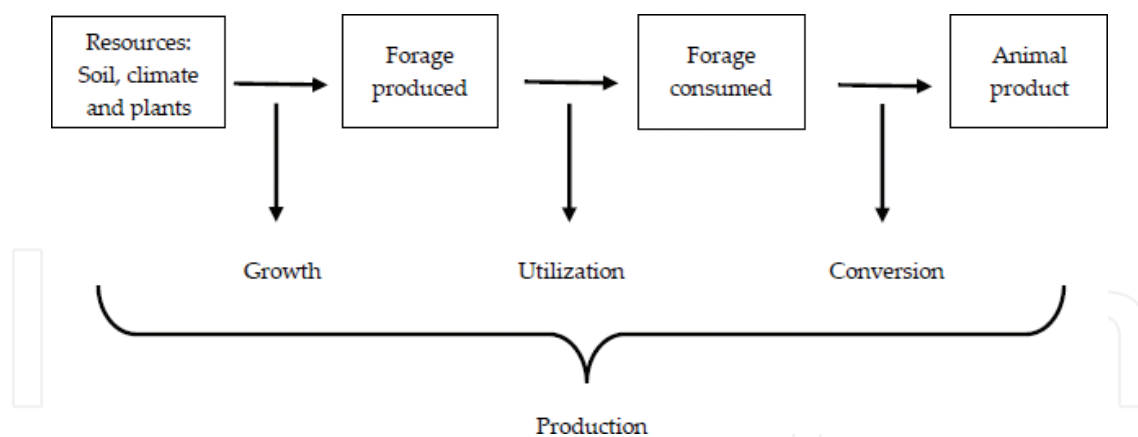 Resources:
Soil, climate
and plants
Forage
produced
Forage
consumed
Animal
product
Growth
Utilization
Conversion
Production